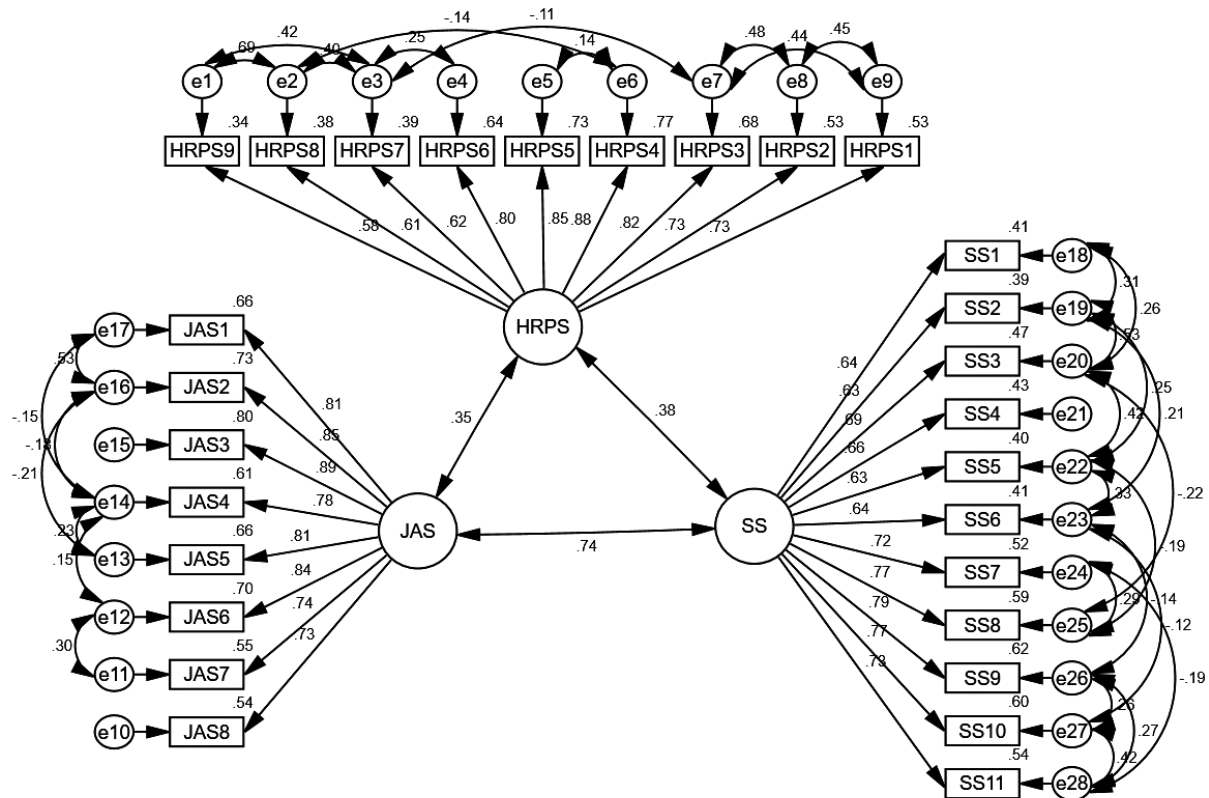 -.14 -.11
.42 .25 .14 .48 .44 .45
.69 .40
e1 e2 e3 e4 e5 e6 e7 e8 e9
.34 .38 .39 .64 .73 .77 .68 .53 .53
HRPS9 HRPS8 HRPS7 HRPS6 HRPS5 HRPS4 HRPS3 HRPS2 HRPS1
.58 .61 .62 .80 .85 .88 .82 .73 .73
HRPS
.35 .38
.66
e17 JAS1
.53 .73
e16 JAS2
-.15 .80
e15 JAS3
-.21 .61
e14 JAS4
.23 .66
e13 JAS5
.15 .70
e12 JAS6
.30 .55
e11 JAS7
.54
e10 JAS8
.81
.85
.89
.78
.81
.84
.74
.73
JAS
.74
SS
.64
.63
.69
.66
.63
.64
.72
.77
.79
.77
.73
.41
SS1 e18
.39 .31 .26
SS2 e19
.47 .53
SS3 e20
.43 .25
SS4 e21 .42 .21
.40
SS5 e22
.41 .33 -.22
SS6 e23
.52 .19
SS7 e24
.59 .29 -.14
SS8 e25 -.12
.62
SS9 e26 -.19
.60 .26
SS10 e27 .27
.54 .42
SS11 e28